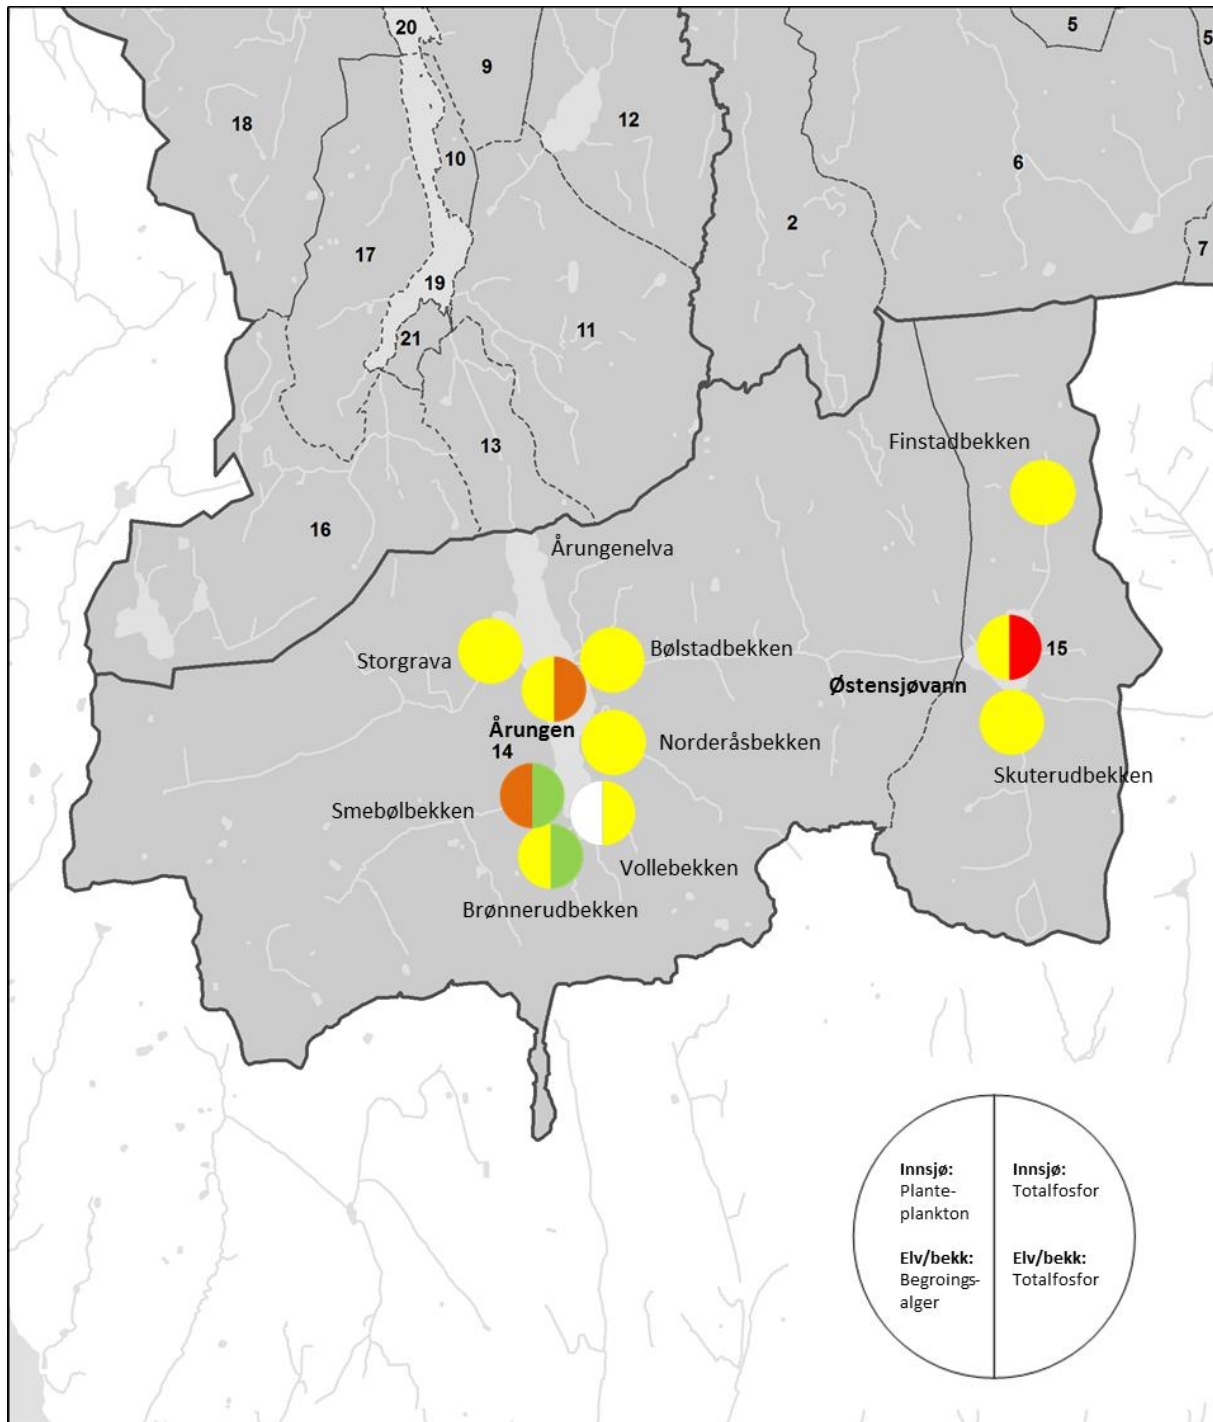 20
5
5
9
18
12
10
6
2
17
7
19
11
21
13
Finstadbekken
16
Årungenelva
Bølstadbekken
Storgrava
15
Østensjøvann
Årungen
14
Norderåsbekken
Skuterudbekken
Smebølbekken
Vollebekken
Brønnerudbekken
Innsjø:
Plante-
plankton
Elv/bekk:
Begroings-
alger
Innsjø:
Totalfosfor
Elv/bekk:
Totalfosfor